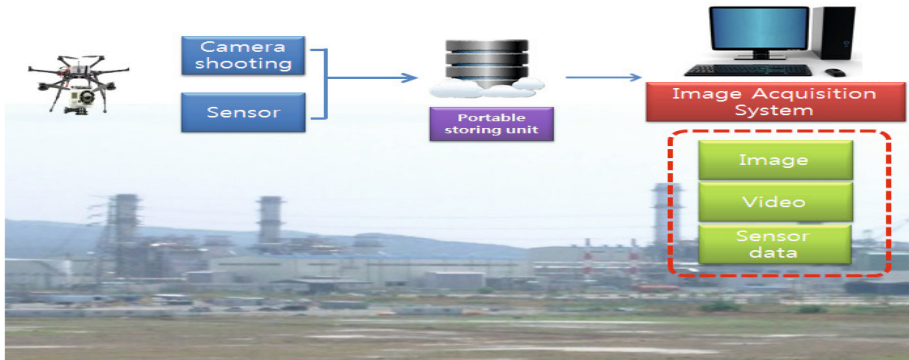 Camera
shooting
Sensor
Portable
storing unit
Image Acquisition
System
Image
Video
Sensor
data